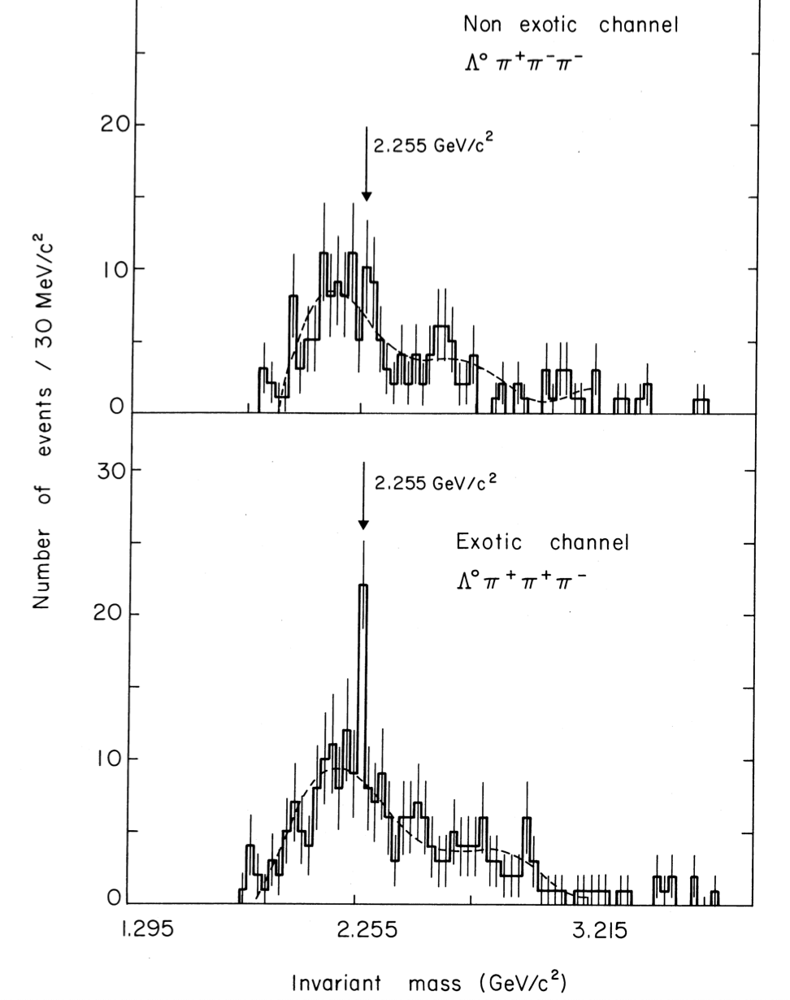 Non exotic channel
Λ° π⁺π⁻π⁻
20
2.255 GeV/c²
10
0
Number of events / 30 MeV/c²
30
2.255 GeV/c²
Exotic channel
Λ° π⁺π⁺π⁻
20
10
0
1.295 2.255 3.215
Invariant mass (GeV/c²)